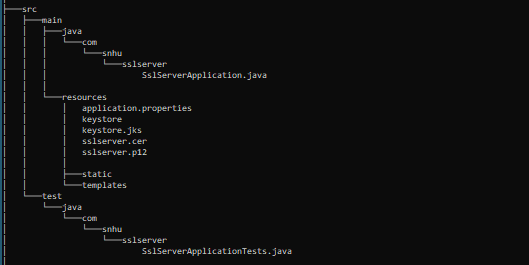 src
main
java
com
snhu
sslserver
SslServerApplication.java
resources
application.properties
keystore
keystore.jks
sslserver.cer
sslserver.p12
static
templates
test
java
com
snhu
sslserver
SslServerApplicationTests.java